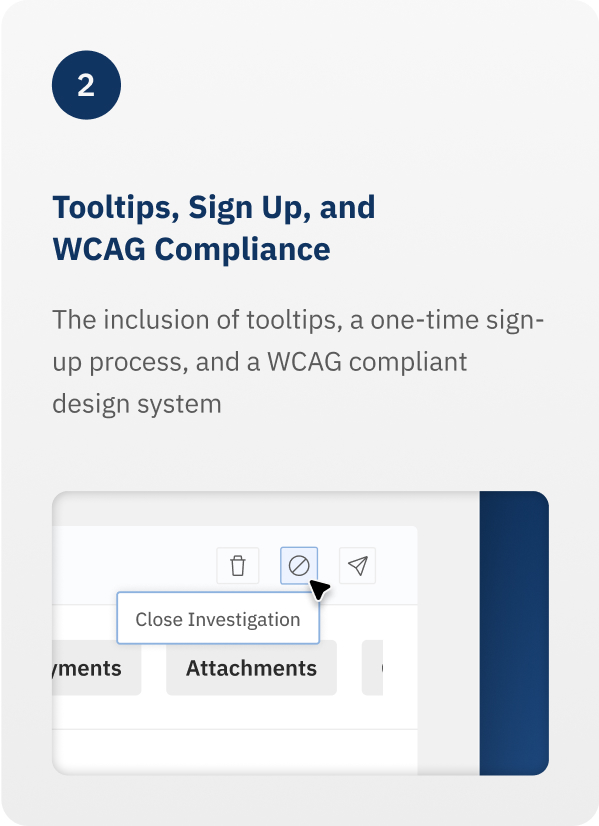 2
Tooltips, Sign Up, and
WCAG Compliance
The inclusion of tooltips, a one-time sign-
up process, and a WCAG compliant
design system
Close Investigation
yments
Attachments